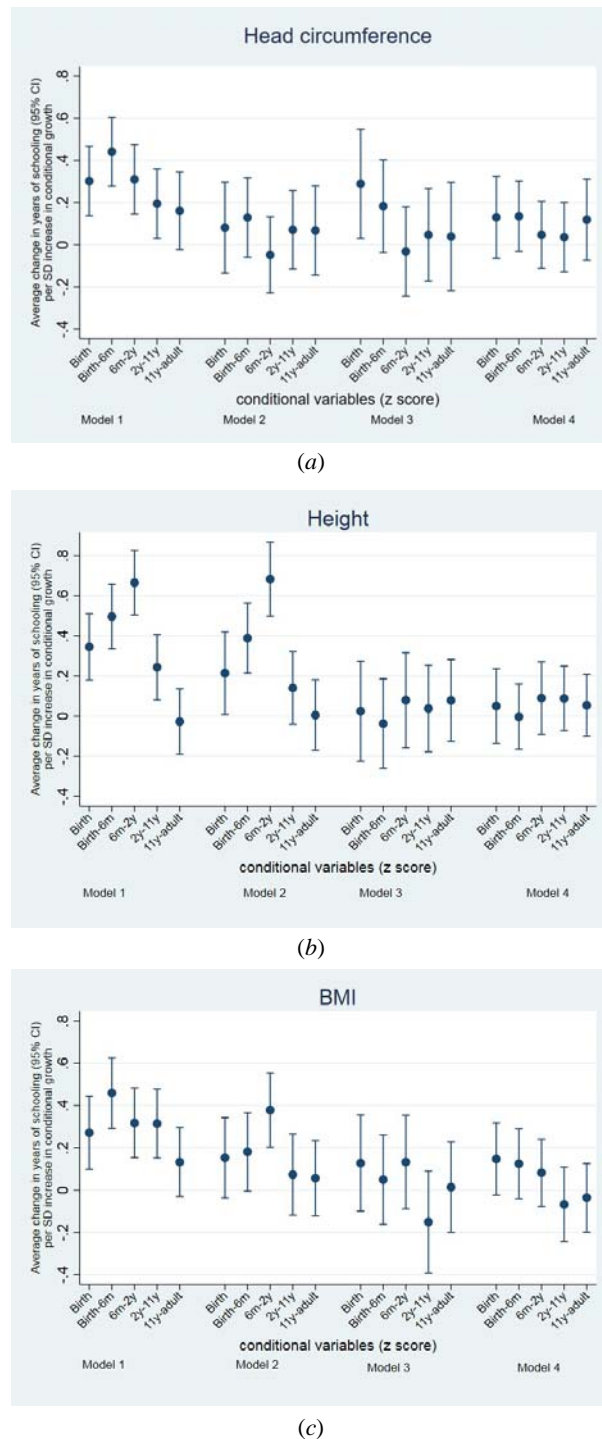 Head circumference
Average change in years of schooling (95% CI)
per SD increase in conditional growth
.8
.6
.4
.2
0
-.2
-.4
Birth
Birth-6m
6m-2y
2y-11y
11y-adult
Birth
Birth-6m
6m-2y
2y-11y
11y-adult
Birth
Birth-6m
6m-2y
2y-11y
11y-adult
Birth
Birth-6m
6m-2y
2y-11y
11y-adult
conditional variables (z score)
Model 1 Model 2 Model 3 Model 4
(a)
Height
Average change in years of schooling (95% CI)
per SD increase in conditional growth
.8
.6
.4
.2
0
-.2
-.4
Birth
Birth-6m
6m-2y
2y-11y
11y-adult
Birth
Birth-6m
6m-2y
2y-11y
11y-adult
Birth
Birth-6m
6m-2y
2y-11y
11y-adult
Birth
Birth-6m
6m-2y
2y-11y
11y-adult
conditional variables (z score)
Model 1 Model 2 Model 3 Model 4
(b)
BMI
Average change in years of schooling (95% CI)
per SD increase in conditional growth
.8
.6
.4
.2
0
-.2
-.4
Birth
Birth-6m
6m-2y
2y-11y
11y-adult
Birth
Birth-6m
6m-2y
2y-11y
11y-adult
Birth
Birth-6m
6m-2y
2y-11y
11y-adult
Birth
Birth-6m
6m-2y
2y-11y
11y-adult
conditional variables (z score)
Model 1 Model 2 Model 3 Model 4
(c)